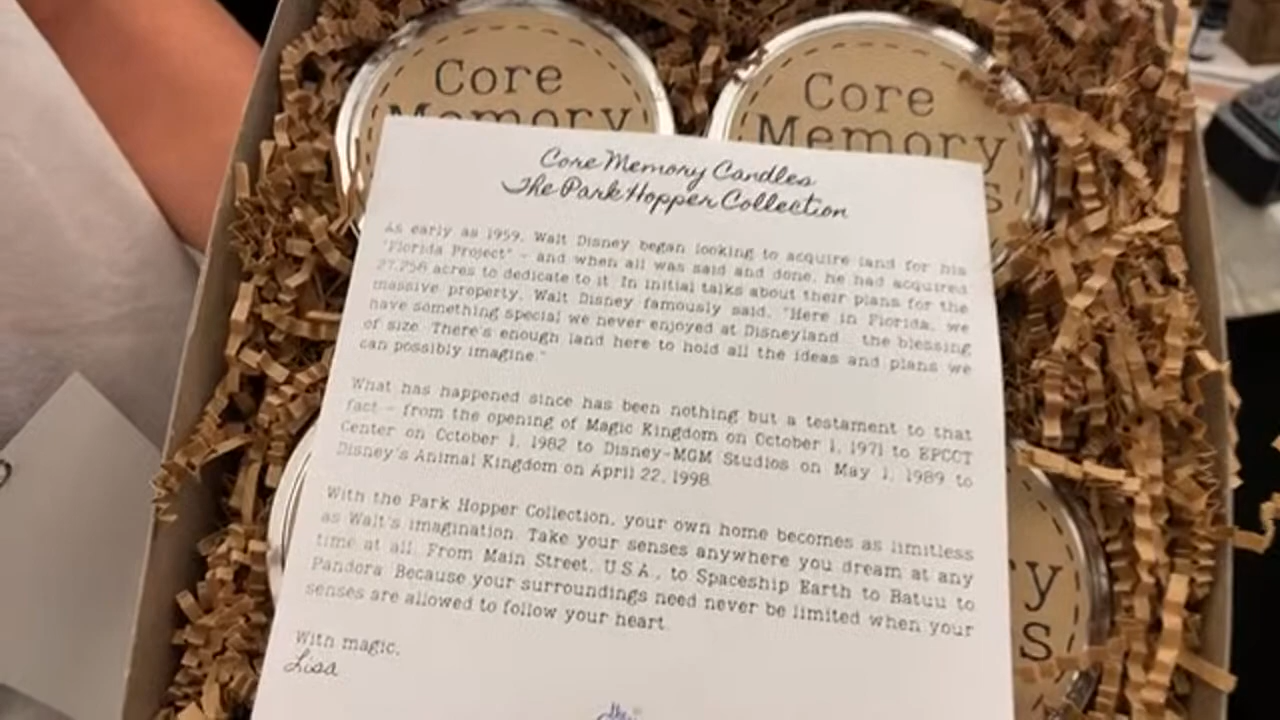 Core
Memory
Core
Memory
S
Core Memory Candles
The Park Hopper Collection
As early as 1959, Walt Disney began looking to acquire land for his
"Florida Project" - and when all was said and done, he had acquired
27,258 acres to dedicate to it. In initial talks about their plans for the
massive property, Walt Disney famously said, "Here in Florida, we
have something special we never enjoyed at Disneyland... the blessing
of size. There's enough land here to hold all the ideas and plans we
can possibly imagine."
What has happened since has been nothing but a testament to that
fact - from the opening of Magic Kingdom on October 1, 1971 to EPCCT
Center on October 1, 1982 to Disney-MGM Studios on May 1, 1989 to
Disney's Animal Kingdom on April 22, 1998.
With the Park Hopper Collection, your own home becomes as limitless
as Walt's imagination. Take your senses anywhere you dream at any
time at all. From Main Street, U.S.A., to Spaceship Earth to Batuu to
Pandora. Because your surroundings need never be limited when your
senses are allowed to follow your heart.
With magic,
Lisa
ry
s